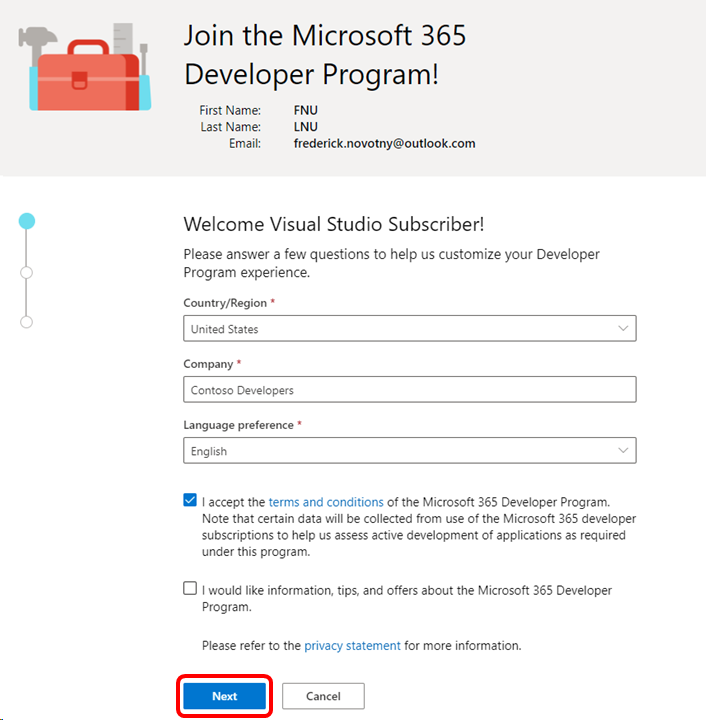 Join the Microsoft 365
Developer Program!
First Name: FNU
Last Name: LNU
Email: frederick.novotny@outlook.com
Welcome Visual Studio Subscriber!
Please answer a few questions to help us customize your Developer
Program experience.
Country/Region *
United States
Company *
Contoso Developers
Language preference *
English
I accept the terms and conditions of the Microsoft 365 Developer Program.
Note that certain data will be collected from use of the Microsoft 365 developer
subscriptions to help us assess active development of applications as required
under this program.
I would like information, tips, and offers about the Microsoft 365 Developer
Program.
Please refer to the privacy statement for more information.
Next Cancel